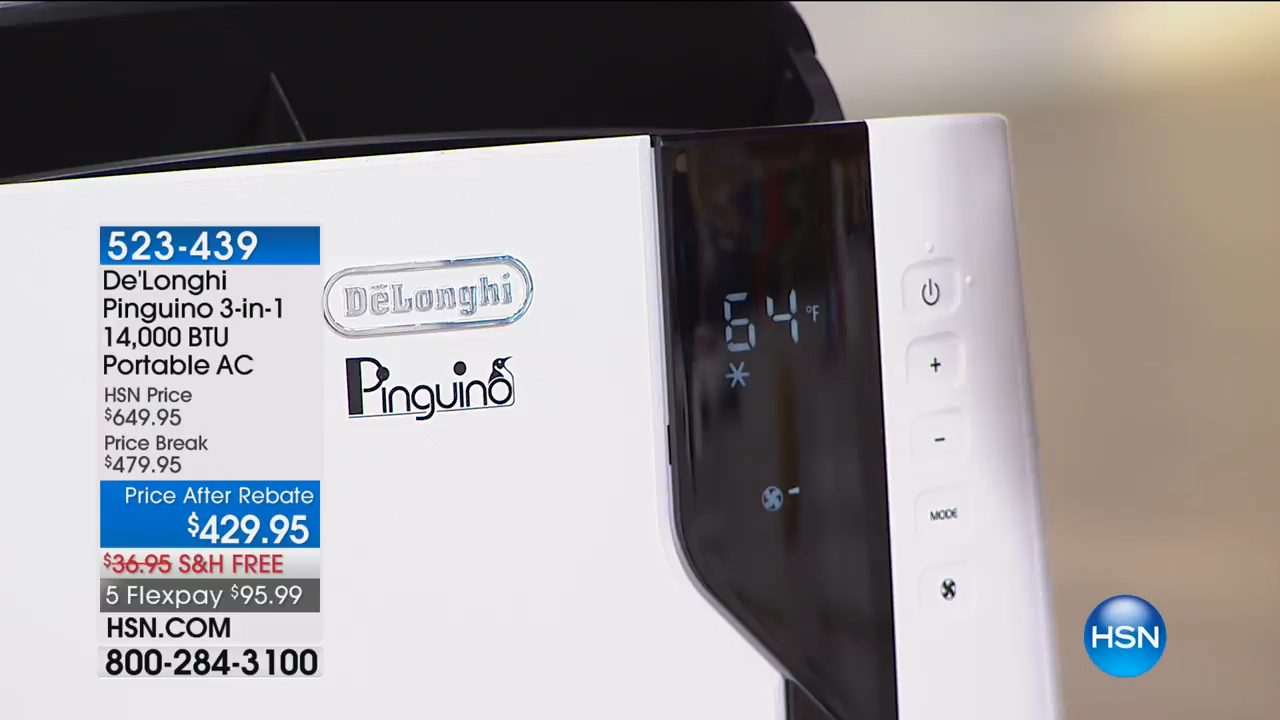 523-439
De'Longhi
Pinguino 3-in-1
14,000 BTU
Portable AC
HSN Price
$649.95
Price Break
$479.95
Price After Rebate
$429.95
$36.95 S&H FREE
5 Flexpay $95.99
HSN.COM
800-284-3100
DēLonghi
Pinguino
64°F
+
-
MODE
HSN